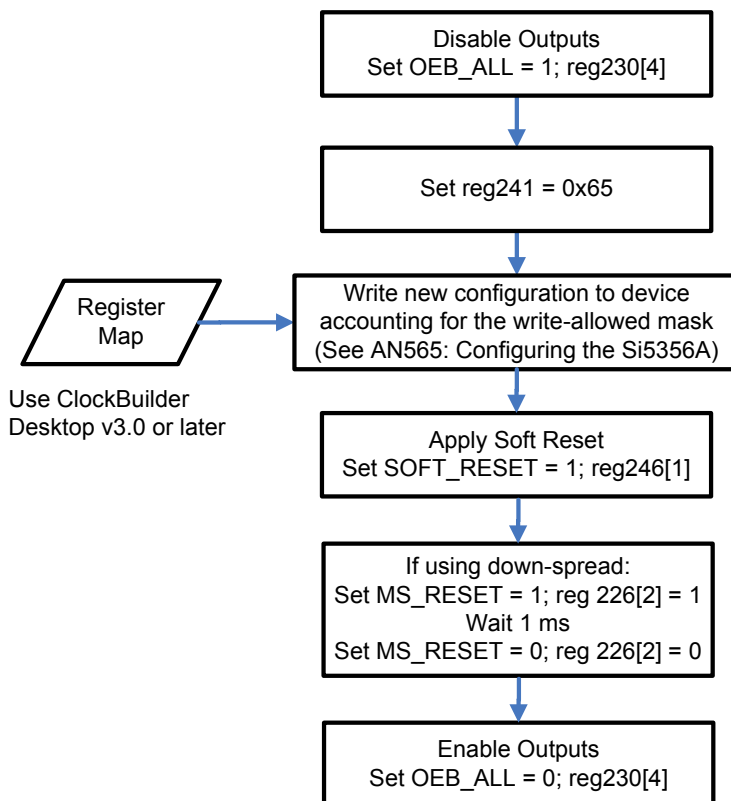 Disable Outputs
Set OEB_ALL = 1; reg230[4]
Set reg241 = 0x65
Register
Map
Write new configuration to device
accounting for the write-allowed mask
(See AN565: Configuring the Si5356A)
Use ClockBuilder
Desktop v3.0 or later
Apply Soft Reset
Set SOFT_RESET = 1; reg246[1]
If using down-spread:
Set MS_RESET = 1; reg 226[2] = 1
Wait 1 ms
Set MS_RESET = 0; reg 226[2] = 0
Enable Outputs
Set OEB_ALL = 0; reg230[4]